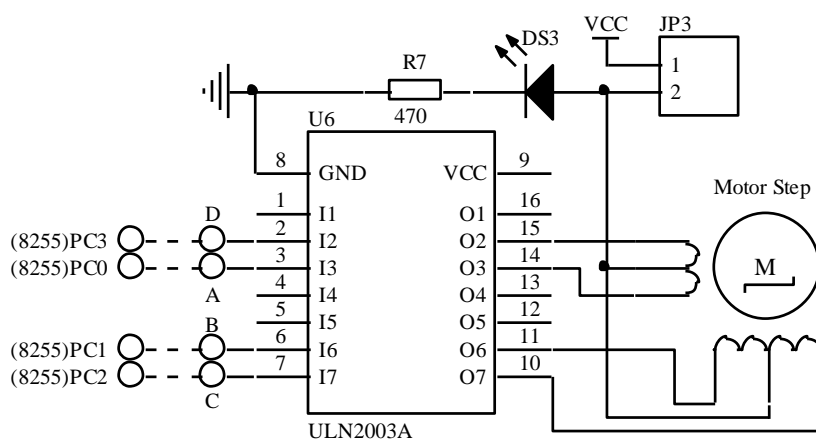 VCC
JP3
DS3
R7
1
2
470
U6
8 GND VCC 9
Motor Step
1 I1 O1 16
D
(8255)PC3 2 I2 O2 15
(8255)PC0 3 I3 O3 14
M
A
4 I4 O4 13
5 I5 O5 12
B
(8255)PC1 6 I6 O6 11
(8255)PC2 7 I7 O7 10
C
ULN2003A